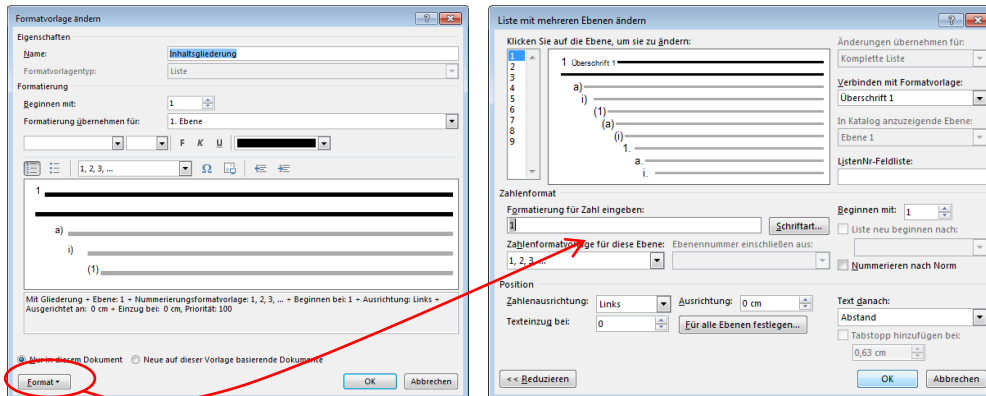 Formatvorlage ändern
Eigenschaften
Name: Inhaltsgliederung
Formatvorlagentyp: Liste
Formatierung
Beginnen mit: 1
Formatierung übernehmen für: 1. Ebene
F K U
1, 2, 3, ... Ω
1
a)
i)
(1)
Mit Gliederung + Ebene: 1 + Nummerierungsformatvorlage: 1, 2, 3, ... + Beginnen bei: 1 + Ausrichtung: Links +
Ausgerichtet an: 0 cm + Einzug bei: 0 cm, Priorität: 100
Nur in diesem Dokument Neue auf dieser Vorlage basierende Dokumente
Format
OK Abbrechen
Liste mit mehreren Ebenen ändern
Klicken Sie auf die Ebene, um sie zu ändern:
1
2
3
4
5
6
7
8
9
1 Überschrift 1
a)
i)
(1)
(a)
(i)
1.
a.
i.
Änderungen übernehmen für:
Komplette Liste
Verbinden mit Formatvorlage:
Überschrift 1
In Katalog anzuzeigende Ebene:
Ebene 1
ListenNr-Feldliste:
Zahlenformat
Formatierung für Zahl eingeben:
1 Schriftart...
Zahlenformatvorlage für diese Ebene: Ebenennummer einschließen aus:
1, 2, 3, ...
Beginnen mit: 1
Liste neu beginnen nach:
Nummerieren nach Norm
Position
Zahlenausrichtung: Links Ausrichtung: 0 cm
Texteinzug bei: 0 Für alle Ebenen festlegen...
Text danach:
Abstand
Tabstopp hinzufügen bei:
0,63 cm
<< Reduzieren
OK Abbrechen